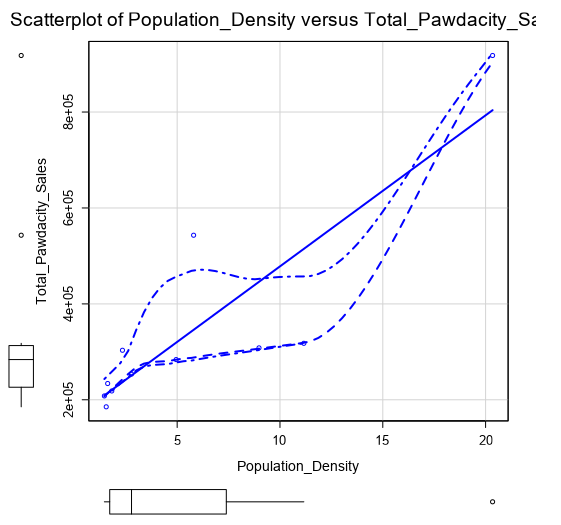 Scatterplot of Population_Density versus Total_Pawdacity_Sa
8e+05
6e+05
4e+05
2e+05
Total_Pawdacity_Sales
5 10 15 20
Population_Density